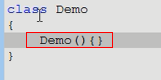 class Demo
{
    Demo(){}
}